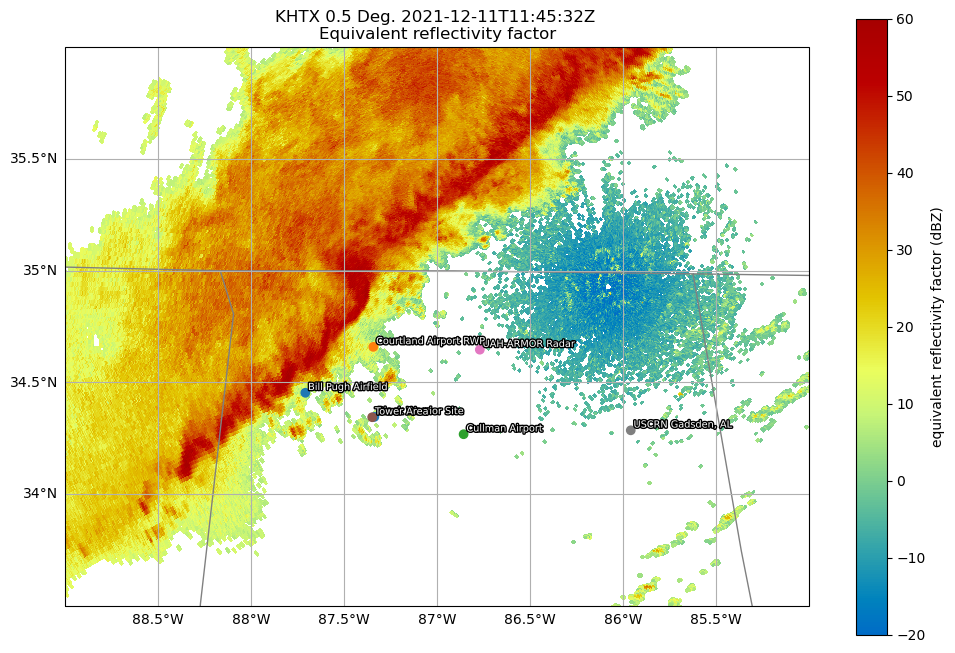 KHTX 0.5 Deg. 2021-12-11T11:45:32Z
Equivalent reflectivity factor
60
50
40
30
20
10
0
−10
−20
equivalent reflectivity factor (dBZ)
35.5°N
35°N
34.5°N
34°N
88.5°W
88°W
87.5°W
87°W
86.5°W
86°W
85.5°W
Courtland Airport RWP
UAH-ARMOR Radar
Bill Pugh Airfield
Tower
Site
Cullman Airport
USCRN Gadsden, AL